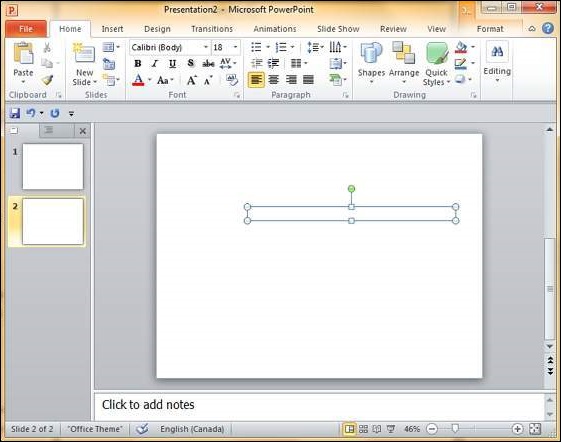 Presentation2 - Microsoft PowerPoint
File Home Insert Design Transitions Animations Slide Show Review View Format
Calibri (Body) 18
Paste
New
Slide
B I U S abc AV
Aa A A
Shapes Arrange Quick
Styles
Editing
Clipboard Slides Font Paragraph Drawing
1
2
Click to add notes
Slide 2 of 2 "Office Theme" English (Canada) 46%